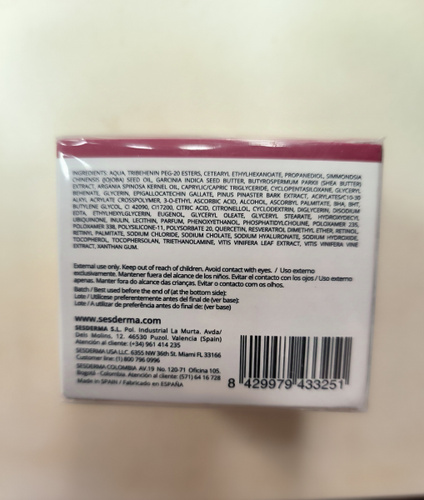 INGREDIENTS: AQUA, TRIBEHENIN PEG-20 ESTERS, CETEARYL ETHYLHEXANOATE, PROPANEDIOL, SIMMONDSIA
CHINENSIS (JOJOBA) SEED OIL, GARCINIA INDICA SEED BUTTER, BUTYROSPERMUM PARKII (SHEA BUTTER)
EXTRACT, ARGANIA SPINOSA KERNEL OIL, CAPRYLIC/CAPRIC TRIGLYCERIDE, CYCLOPENTASILOXANE, GLYCERYL
BEHENATE, GLYCERIN, EPIGALLOCATECHIN GALLATE, PINUS PINASTER BARK EXTRACT, ACRYLATES/C10-30
ALKYL ACRYLATE CROSSPOLYMER, 3-O-ETHYL ASCORBIC ACID, ALCOHOL, ASCORBYL PALMITATE, BHA, BHT,
BUTYLENE GLYCOL, CI 42090, CI17200, CITRIC ACID, CITRONELLOL, CYCLODEXTRIN, DIGLYCERIN, DISODIUM
EDTA, ETHYLHEXYLGLYCERIN, EUGENOL, GLYCERYL OLEATE, GLYCERYL STEARATE, HYDROXYDECYL
UBIQUINONE, INULIN, LECITHIN, PARFUM, PHENOXYETHANOL, PHOSPHATIDYLCHOLINE, POLOXAMER 235,
POLOXAMER 338, POLYSILICONE-11, POLYSORBATE 20, QUERCETIN, RESVERATROL DIMETHYL ETHER, RETINOL,
RETINYL PALMITATE, SODIUM CHLORIDE, SODIUM CHOLATE, SODIUM HYALURONATE, SODIUM HYDROXIDE,
TOCOPHEROL, TOCOPHERSOLAN, TRIETHANOLAMINE, VITIS VINIFERA LEAF EXTRACT, VITIS VINIFERA VINE
EXTRACT, XANTHAN GUM.
External use only. Keep out of reach of children. Avoid contact with eyes. / Uso externo
exclusivamente. Mantener fuera del alcance de los niños. Evitar el contacto con los ojos / Uso externo
apenas. Manter fora do alcance das crianças. Evitar o contacto com os olhos.
Batch / Best used before the end of (at the bottom side):
Lote / Utilícese preferentemente antes del final de (ver base):
Lote / A utilizar de preferência antes do final de: (ver base)
www.sesderma.com
SESDERMA S.L. Pol. Industrial La Murta. Avda/
Dels Molins, 12. 46530 Puzol. Valencia (Spain)
Atención al cliente: (+34) 961 414 235
SESDERMA USA LLC. 6355 NW 36th St. Miami FL 33166
Customer line: (1) 800 796 0996
SESDERMA COLOMBIA AV.19 No. 120-71 Oficina 105.
Bogotá - Colombia. Atención al cliente: (571) 64 16 728
Made in SPAIN / Fabricado en ESPAÑA
8 429979 433251